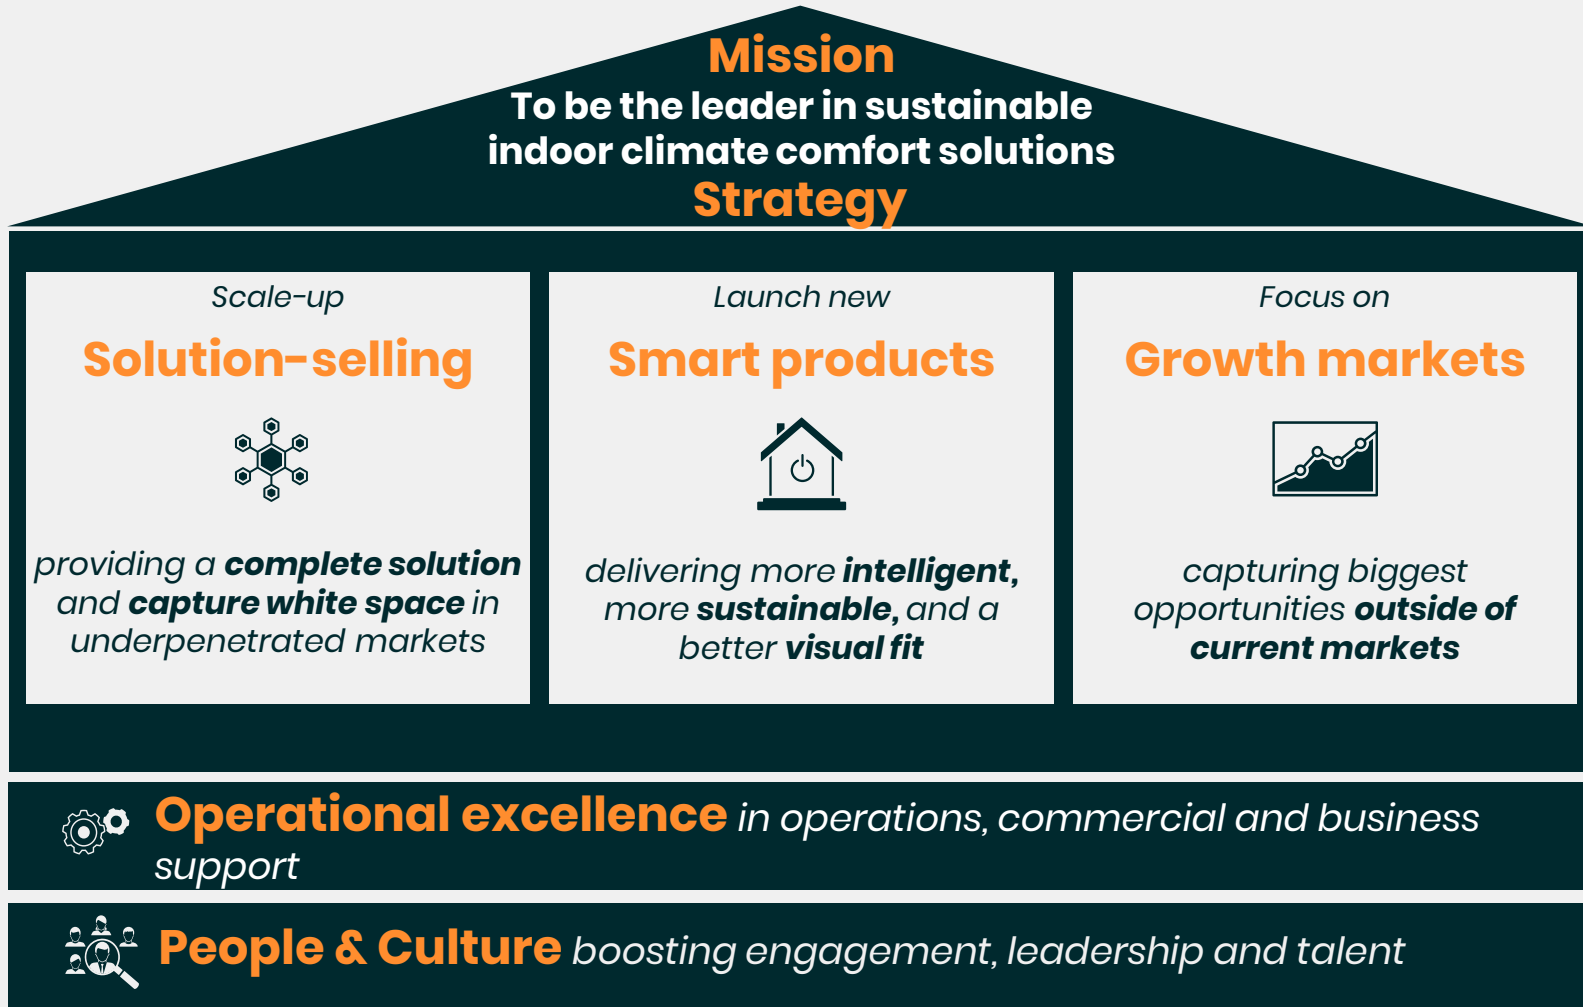 Mission
To be the leader in sustainable
indoor climate comfort solutions
Strategy
Scale-up
Solution-selling
providing a complete solution
and capture white space in
underpenetrated markets
Launch new
Smart products
delivering more intelligent,
more sustainable, and a
better visual fit
Focus on
Growth markets
capturing biggest
opportunities outside of
current markets
Operational excellence in operations, commercial and business
support
People & Culture boosting engagement, leadership and talent